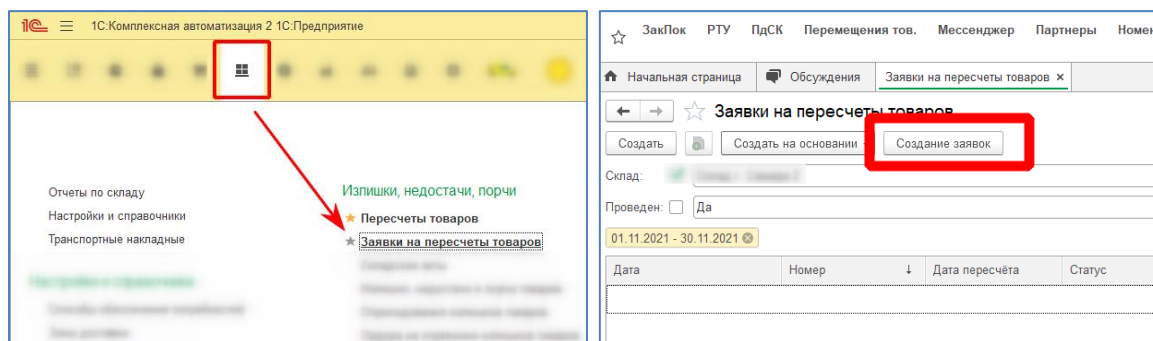 1С:Комплексная автоматизация 2 1С:Предприятие
Отчеты по складу
Настройки и справочники
Транспортные накладные
Излишки, недостачи, порчи
Пересчеты товаров
Заявки на пересчеты товаров
ЗакПок РТУ ПдСК Перемещения тов. Мессенджер Партнеры Номен
Начальная страница Обсуждения Заявки на пересчеты товаров ×
Заявки на пересчеты товаров
Создать Создать на основании Создание заявок
Склад:
Проведен: Да
01.11.2021 - 30.11.2021
Дата Номер ↓ Дата пересчёта Статус